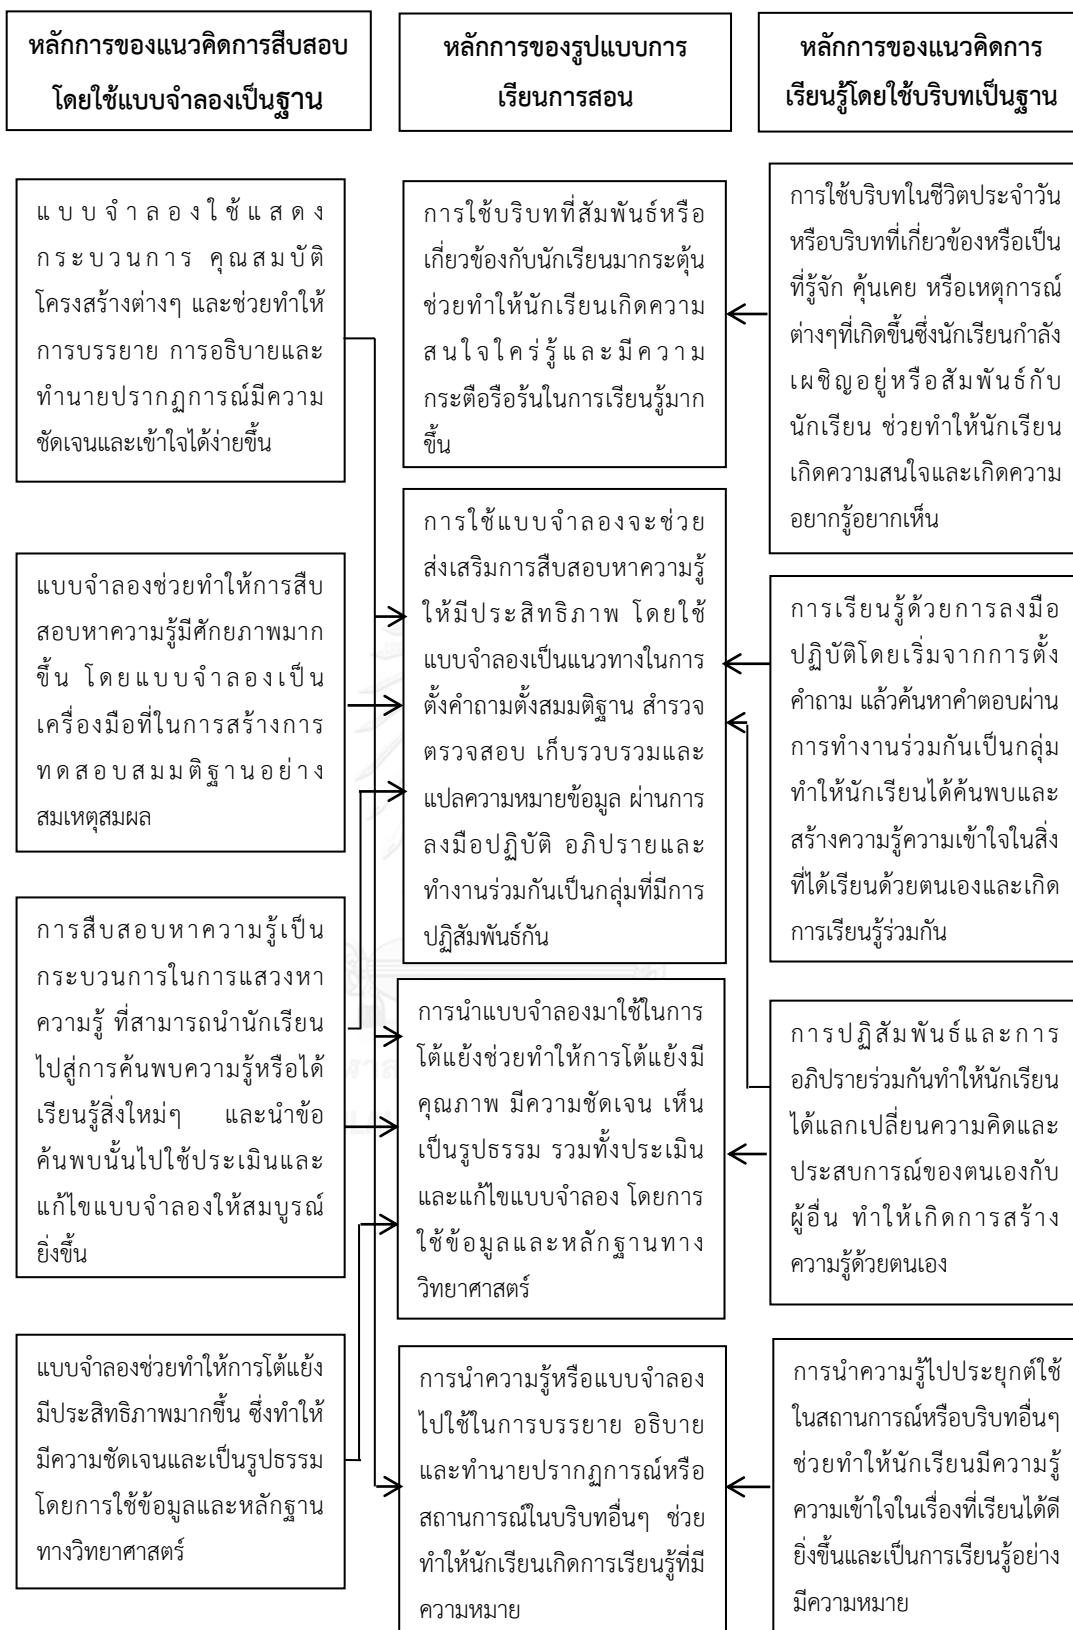 หลักการของแนวคิดการสืบสอบ
โดยใช้แบบจำลองเป็นฐาน
หลักการของรูปแบบการ
เรียนการสอน
หลักการของแนวคิดการ
เรียนรู้โดยใช้บริบทเป็นฐาน
แบบจำลองใช้แสดง
กระบวนการ คุณสมบัติ
โครงสร้างต่างๆ และช่วยทำให้
การบรรยาย การอธิบายและ
ทำนายปรากฏการณ์มีความ
ชัดเจนและเข้าใจได้ง่ายขึ้น
แบบจำลองช่วยทำให้การสืบ
สอบหาความรู้มีศักยภาพมาก
ขึ้น โดยแบบจำลองเป็น
เครื่องมือที่ในการสร้างการ
ทดสอบสมมติฐานอย่าง
สมเหตุสมผล
การสืบสอบหาความรู้เป็น
กระบวนการในการแสวงหา
ความรู้ ที่สามารถนำนักเรียน
ไปสู่การค้นพบความรู้หรือได้
เรียนรู้สิ่งใหม่ๆ และนำข้อ
ค้นพบนั้นไปใช้ประเมินและ
แก้ไขแบบจำลองให้สมบูรณ์
ยิ่งขึ้น
แบบจำลองช่วยทำให้การโต้แย้ง
มีประสิทธิภาพมากขึ้น ซึ่งทำให้
มีความชัดเจนและเป็นรูปธรรม
โดยการใช้ข้อมูลและหลักฐาน
ทางวิทยาศาสตร์
การใช้บริบทที่สัมพันธ์หรือ
เกี่ยวข้องกับนักเรียนมากระตุ้น
ช่วยทำให้นักเรียนเกิดความ
สนใจใคร่รู้และมีความ
กระตือรือร้นในการเรียนรู้มาก
ขึ้น
การใช้แบบจำลองจะช่วย
ส่งเสริมการสืบสอบหาความรู้
ให้มีประสิทธิภาพ โดยใช้
แบบจำลองเป็นแนวทางในการ
ตั้งคำถามตั้งสมมติฐาน สำรวจ
ตรวจสอบ เก็บรวบรวมและ
แปลความหมายข้อมูล ผ่านการ
ลงมือปฏิบัติ อภิปรายและ
ทำงานร่วมกันเป็นกลุ่มที่มีการ
ปฏิสัมพันธ์กัน
การนำแบบจำลองมาใช้ในการ
โต้แย้งช่วยทำให้การโต้แย้งมี
คุณภาพ มีความชัดเจน เห็น
เป็นรูปธรรม รวมทั้งประเมิน
และแก้ไขแบบจำลอง โดยการ
ใช้ข้อมูลและหลักฐานทาง
วิทยาศาสตร์
การนำความรู้หรือแบบจำลอง
ไปใช้ในการบรรยาย อธิบาย
และทำนายปรากฏการณ์หรือ
สถานการณ์ในบริบทอื่นๆ ช่วย
ทำให้นักเรียนเกิดการเรียนรู้ที่มี
ความหมาย
การใช้บริบทในชีวิตประจำวัน
หรือบริบทที่เกี่ยวข้องหรือเป็น
ที่รู้จัก คุ้นเคย หรือเหตุการณ์
ต่างๆที่เกิดขึ้นซึ่งนักเรียนกำลัง
เผชิญอยู่หรือสัมพันธ์กับ
นักเรียน ช่วยทำให้นักเรียน
เกิดความสนใจและเกิดความ
อยากรู้อยากเห็น
การเรียนรู้ด้วยการลงมือ
ปฏิบัติโดยเริ่มจากการตั้ง
คำถาม แล้วค้นหาคำตอบผ่าน
การทำงานร่วมกันเป็นกลุ่ม
ทำให้นักเรียนได้ค้นพบและ
สร้างความรู้ความเข้าใจในสิ่ง
ที่ได้เรียนด้วยตนเองและเกิด
การเรียนรู้ร่วมกัน
การปฏิสัมพันธ์และการ
อภิปรายร่วมกันทำให้นักเรียน
ได้แลกเปลี่ยนความคิดและ
ประสบการณ์ของตนเองกับ
ผู้อื่น ทำให้เกิดการสร้าง
ความรู้ด้วยตนเอง
การนำความรู้ไปประยุกต์ใช้
ในสถานการณ์หรือบริบทอื่นๆ
ช่วยทำให้นักเรียนมีความรู้
ความเข้าใจในเรื่องที่เรียนได้ดี
ยิ่งขึ้นและเป็นการเรียนรู้อย่าง
มีความหมาย